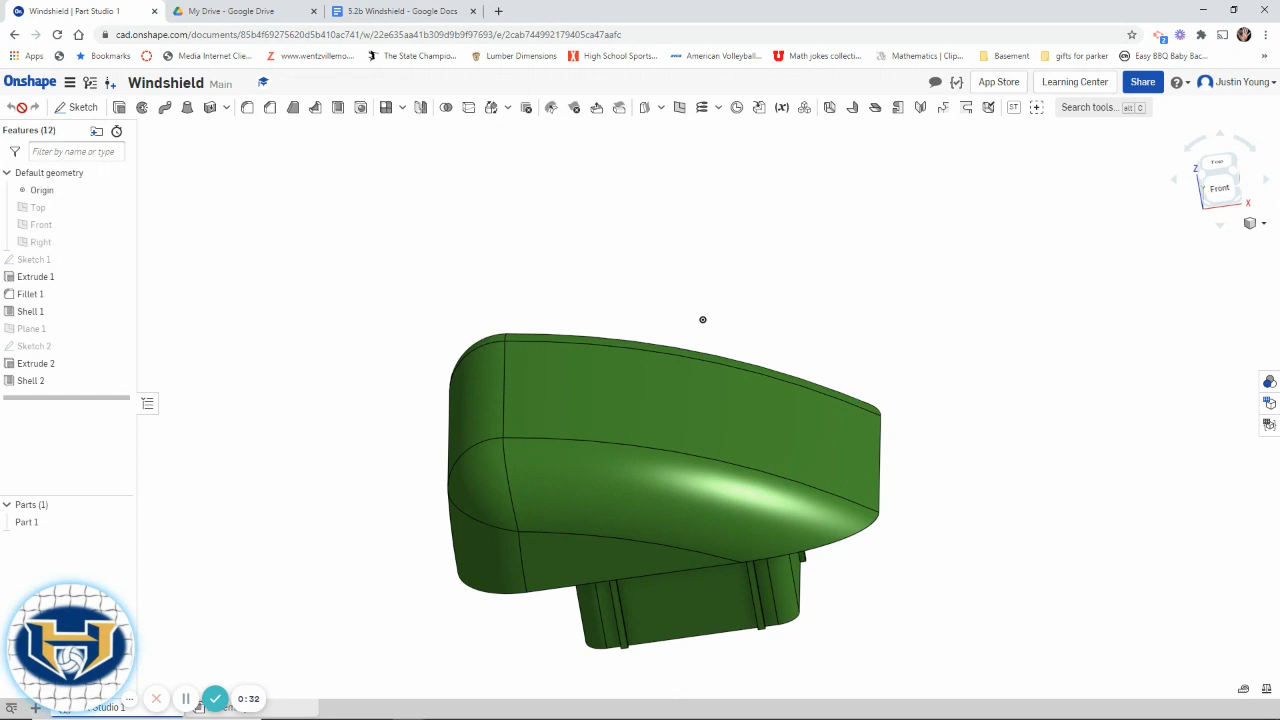 Windshield | Part Studio 1
My Drive - Google Drive
5.2b Windshield - Google Docs
cad.onshape.com/documents/85b4f69275620d5b410ac741/w/22e635aa41b309d9b9f97693/e/2cab744992179405ca47aafc
Apps
Bookmarks
Media Internet Clie...
www.wentzvillemo...
The State Champio...
Lumber Dimensions
High School Sports...
American Volleyball...
Math jokes collecti...
Mathematics | Clip...
Basement
gifts for parker
Easy BBQ Baby Bac...
Onshape
Windshield Main
App Store
Learning Center
Share
Justin Young
Sketch
Search tools... alt C
Features (12)
Filter by name or type
Default geometry
Origin
Top
Front
Right
Sketch 1
Extrude 1
Fillet 1
Shell 1
Plane 1
Sketch 2
Extrude 2
Shell 2
Parts (1)
Part 1
Top
Front
Z
X
0:32
Studio 1